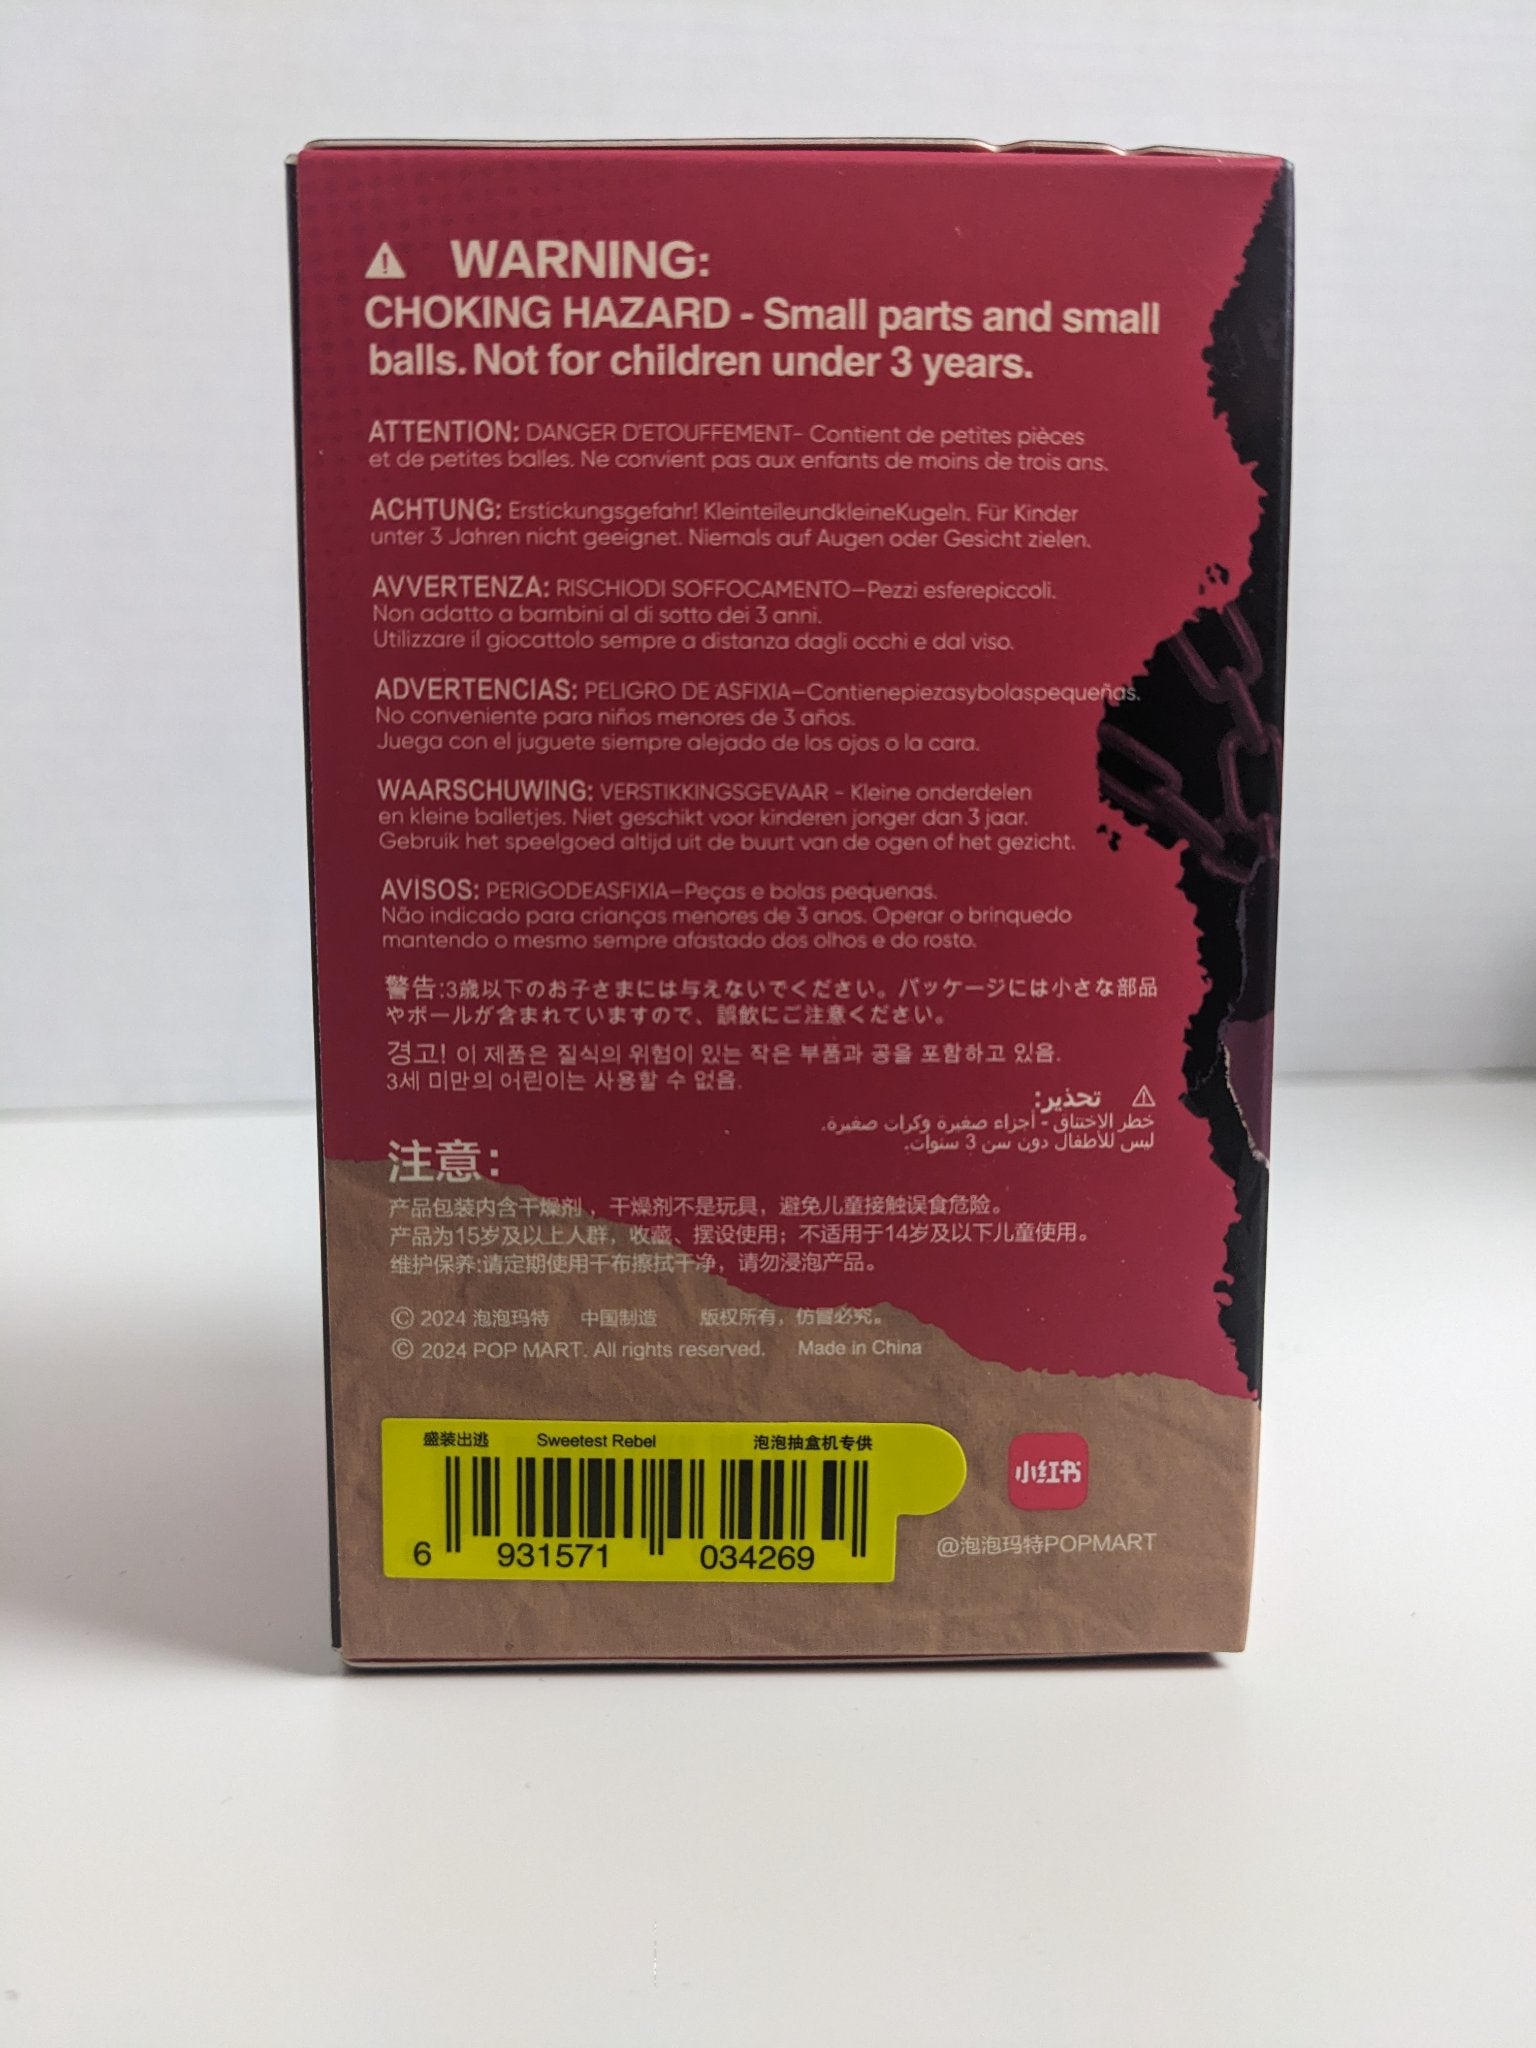 WARNING:
CHOKING HAZARD - Small parts and small
balls. Not for children under 3 years.
ATTENTION: DANGER D'ETOUFFEMENT- Contient de petites pièces
et de petites balles. Ne convient pas aux enfants de moins de trois ans.
ACHTUNG: Erstickungsgefahr! KleinteileundkleineKugeln. Für Kinder
unter 3 Jahren nicht geeignet. Niemals auf Augen oder Gesicht zielen.
AVVERTENZA: RISCHIODI SOFFOCAMENTO—Pezzi esferepiccoli.
Non adatto a bambini al di sotto dei 3 anni.
Utilizzare il giocattolo sempre a distanza dagli occhi e dal viso.
ADVERTENCIAS: PELIGRO DE ASFIXIA—Contienepiezasybolaspequeñas.
No conveniente para niños menores de 3 años.
Juega con el juguete siempre alejado de los ojos o la cara.
WAARSCHUWING: VERSTIKKINGSGEVAAR - Kleine onderdelen
en kleine balletjes. Niet geschikt voor kinderen jonger dan 3 jaar.
Gebruik het speelgoed altijd uit de buurt van de ogen of het gezicht.
AVISOS: PERIGODEASFIXIA—Peças e bolas pequenas.
Não indicado para crianças menores de 3 anos. Operar o brinquedo
mantendo o mesmo sempre afastado dos olhos e do rosto.
警告:3歳以下のお子さまには与えないでください。パッケージには小さな部品
やボールが含まれていますので、誤飲にご注意ください。
경고! 이 제품은 질식의 위험이 있는 작은 부품과 공을 포함하고 있음.
3세 미만의 어린이는 사용할 수 없음.
تحذير:
خطر الاختناق - أجزاء صغيرة وكرات صغيرة.
ليس للأطفال دون سن 3 سنوات.
注意：
产品包装内含干燥剂，干燥剂不是玩具，避免儿童接触误食危险。
产品为15岁及以上人群，收藏、摆设使用；不适用于14岁及以下儿童使用。
维护保养:请定期使用干布擦拭干净，请勿浸泡产品。
© 2024 泡泡玛特 中国制造 版权所有，仿冒必究。
© 2024 POP MART. All rights reserved. Made in China
盛装出逃 Sweetest Rebel 泡泡抽盒机专供
6 931571 034269
小红书
@泡泡玛特POPMART